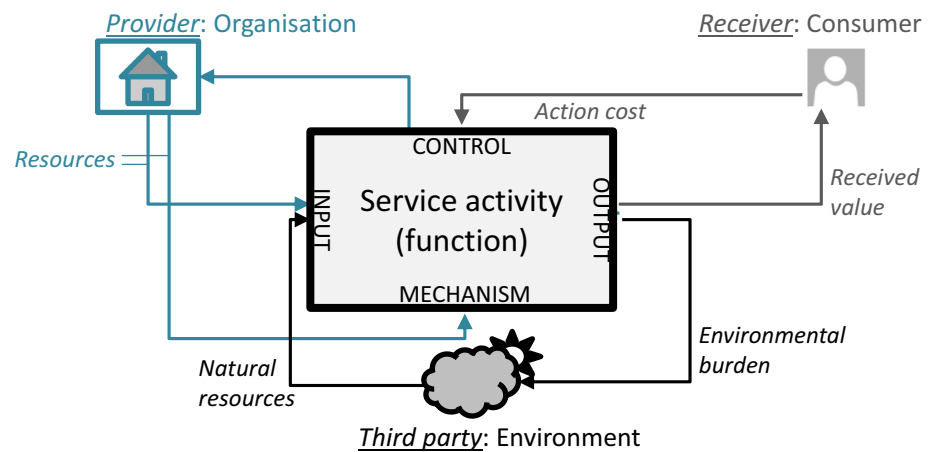 Provider: Organisation
Receiver: Consumer
Action cost
CONTROL
Resources
INPUT
Service activity
(function)
OUTPUT
Received
value
MECHANISM
Natural
resources
Environmental
burden
Third party: Environment